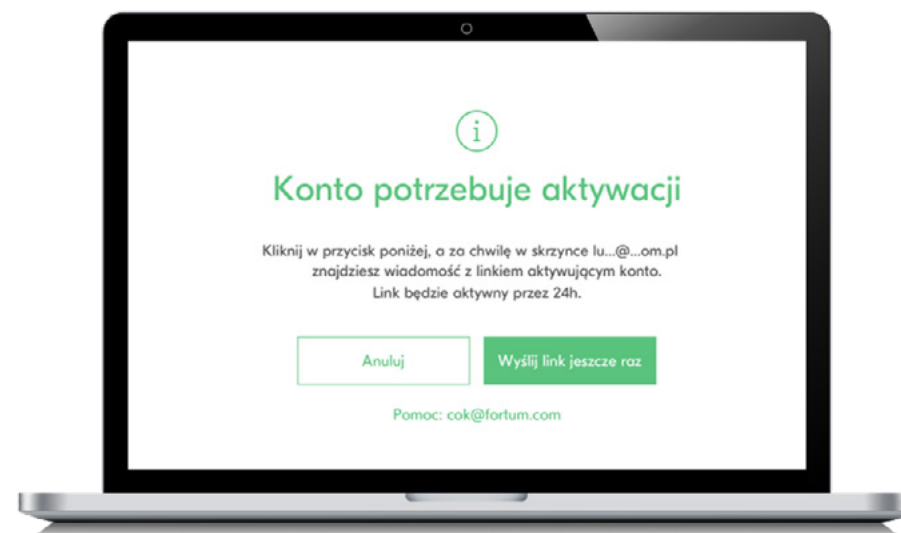 Konto potrzebuje aktywacji
Kliknij w przycisk poniżej, a za chwilę w skrzynce lu...@...om.pl
znajdziesz wiadomość z linkiem aktywującym konto.
Link będzie aktywny przez 24h.
Anuluj
Wyślij link jeszcze raz
Pomoc: cok@fortum.com